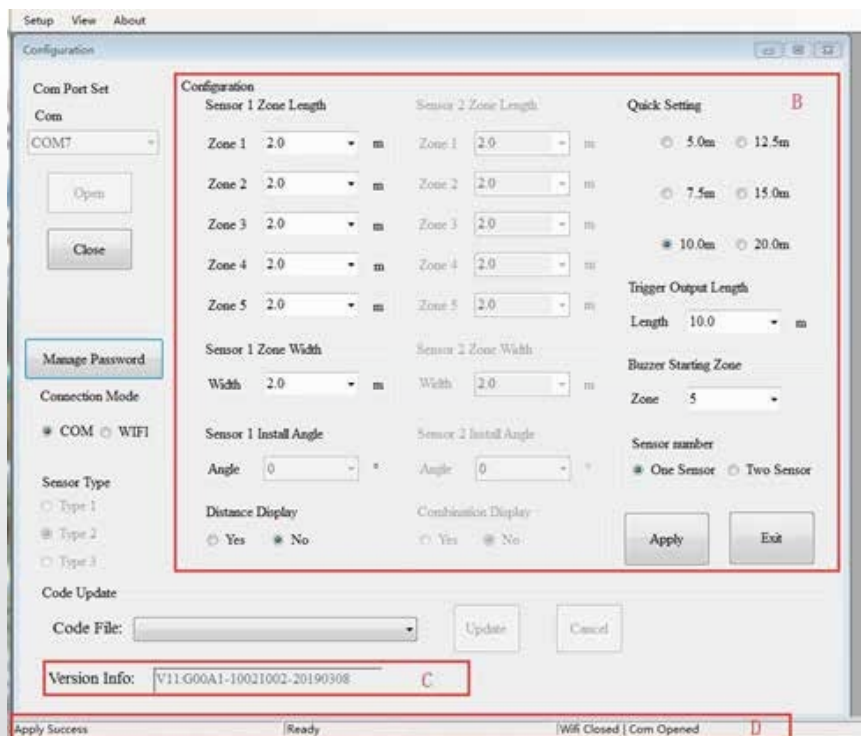 Setup View About
Configuration
Com Port Set
Com
COM7
Open
Close
Manage Password
Connection Mode
COM WIFI
Sensor Type
Type 1
Type 2
Type 3
Configuration
B
Sensor 1 Zone Length
Zone 1 2.0 m
Zone 2 2.0 m
Zone 3 2.0 m
Zone 4 2.0 m
Zone 5 2.0 m
Sensor 1 Zone Width
Width 2.0 m
Sensor 1 Install Angle
Angle 0 °
Distance Display
Yes No
Sensor 2 Zone Length
Zone 1 2.0 m
Zone 2 2.0 m
Zone 3 2.0 m
Zone 4 2.0 m
Zone 5 2.0 m
Sensor 2 Zone Width
Width 2.0 m
Sensor 2 Install Angle
Angle 0 °
Combination Display
Yes No
Quick Setting
5.0m 12.5m
7.5m 15.0m
10.0m 20.0m
Trigger Output Length
Length 10.0 m
Buzzer Starting Zone
Zone 5
Sensor number
One Sensor Two Sensor
Apply Exit
Code Update
Code File: Update Cancel
Version Info: V11:G00A1-10021002-20190308 C
Apply Success Ready Wifi Closed | Com Opened D